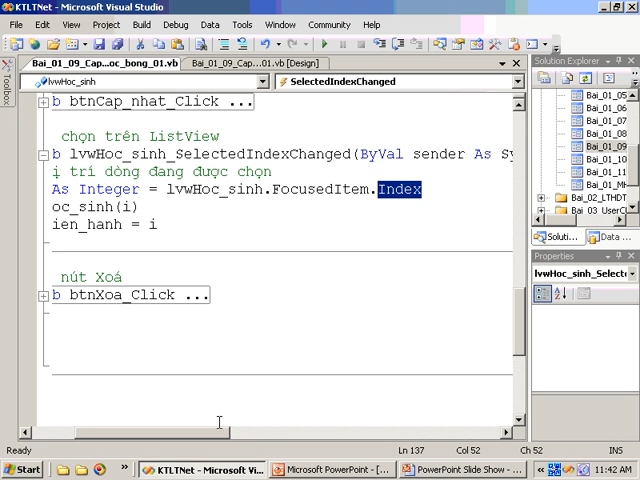 KTLTNet - Microsoft Visual Studio
File Edit View Project Build Debug Data Tools Window Community Help
Bai_01_09_Cap...oc_bong_01.vb Bai_01_09_Cap....01.vb [Design]
Toolbox
lvwHoc_sinh SelectedIndexChanged
b btnCap_nhat_Click ...
chọn trên ListView
b lvwHoc_sinh_SelectedIndexChanged(ByVal sender As Sy
ị trí dòng đang được chọn
As Integer = lvwHoc_sinh.FocusedItem.Index
oc_sinh(i)
ien_hanh = i
nút Xoá
b btnXoa_Click ...
Solution Explorer
Bai_01_05
Bai_01_06
Bai_01_07
Bai_01_08
Bai_01_09
Bai_01_10
Bai_01_11
Bai_01_MH
Bai_02_LTHDT
Bai_03_UserCt
Soluti... Data ...
Properties
lvwHoc_sinh_Select
Ready Ln 137 Col 52 Ch 52 INS
Start KTLTNet - Microsoft Vi... Microsoft PowerPoint - [... PowerPoint Slide Show - ... 11:42 AM